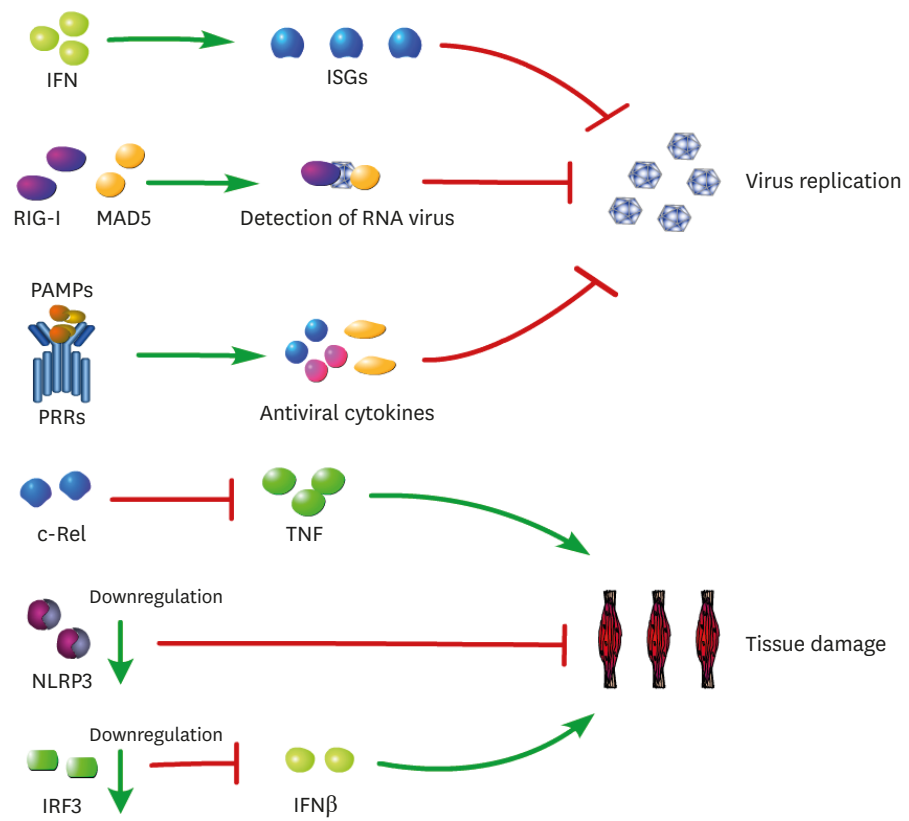 IFN
ISGs
Virus replication
RIG-I
MAD5
Detection of RNA virus
PAMPs
PRRs
Antiviral cytokines
c-Rel
TNF
Downregulation
NLRP3
Tissue damage
Downregulation
IRF3
IFNβ